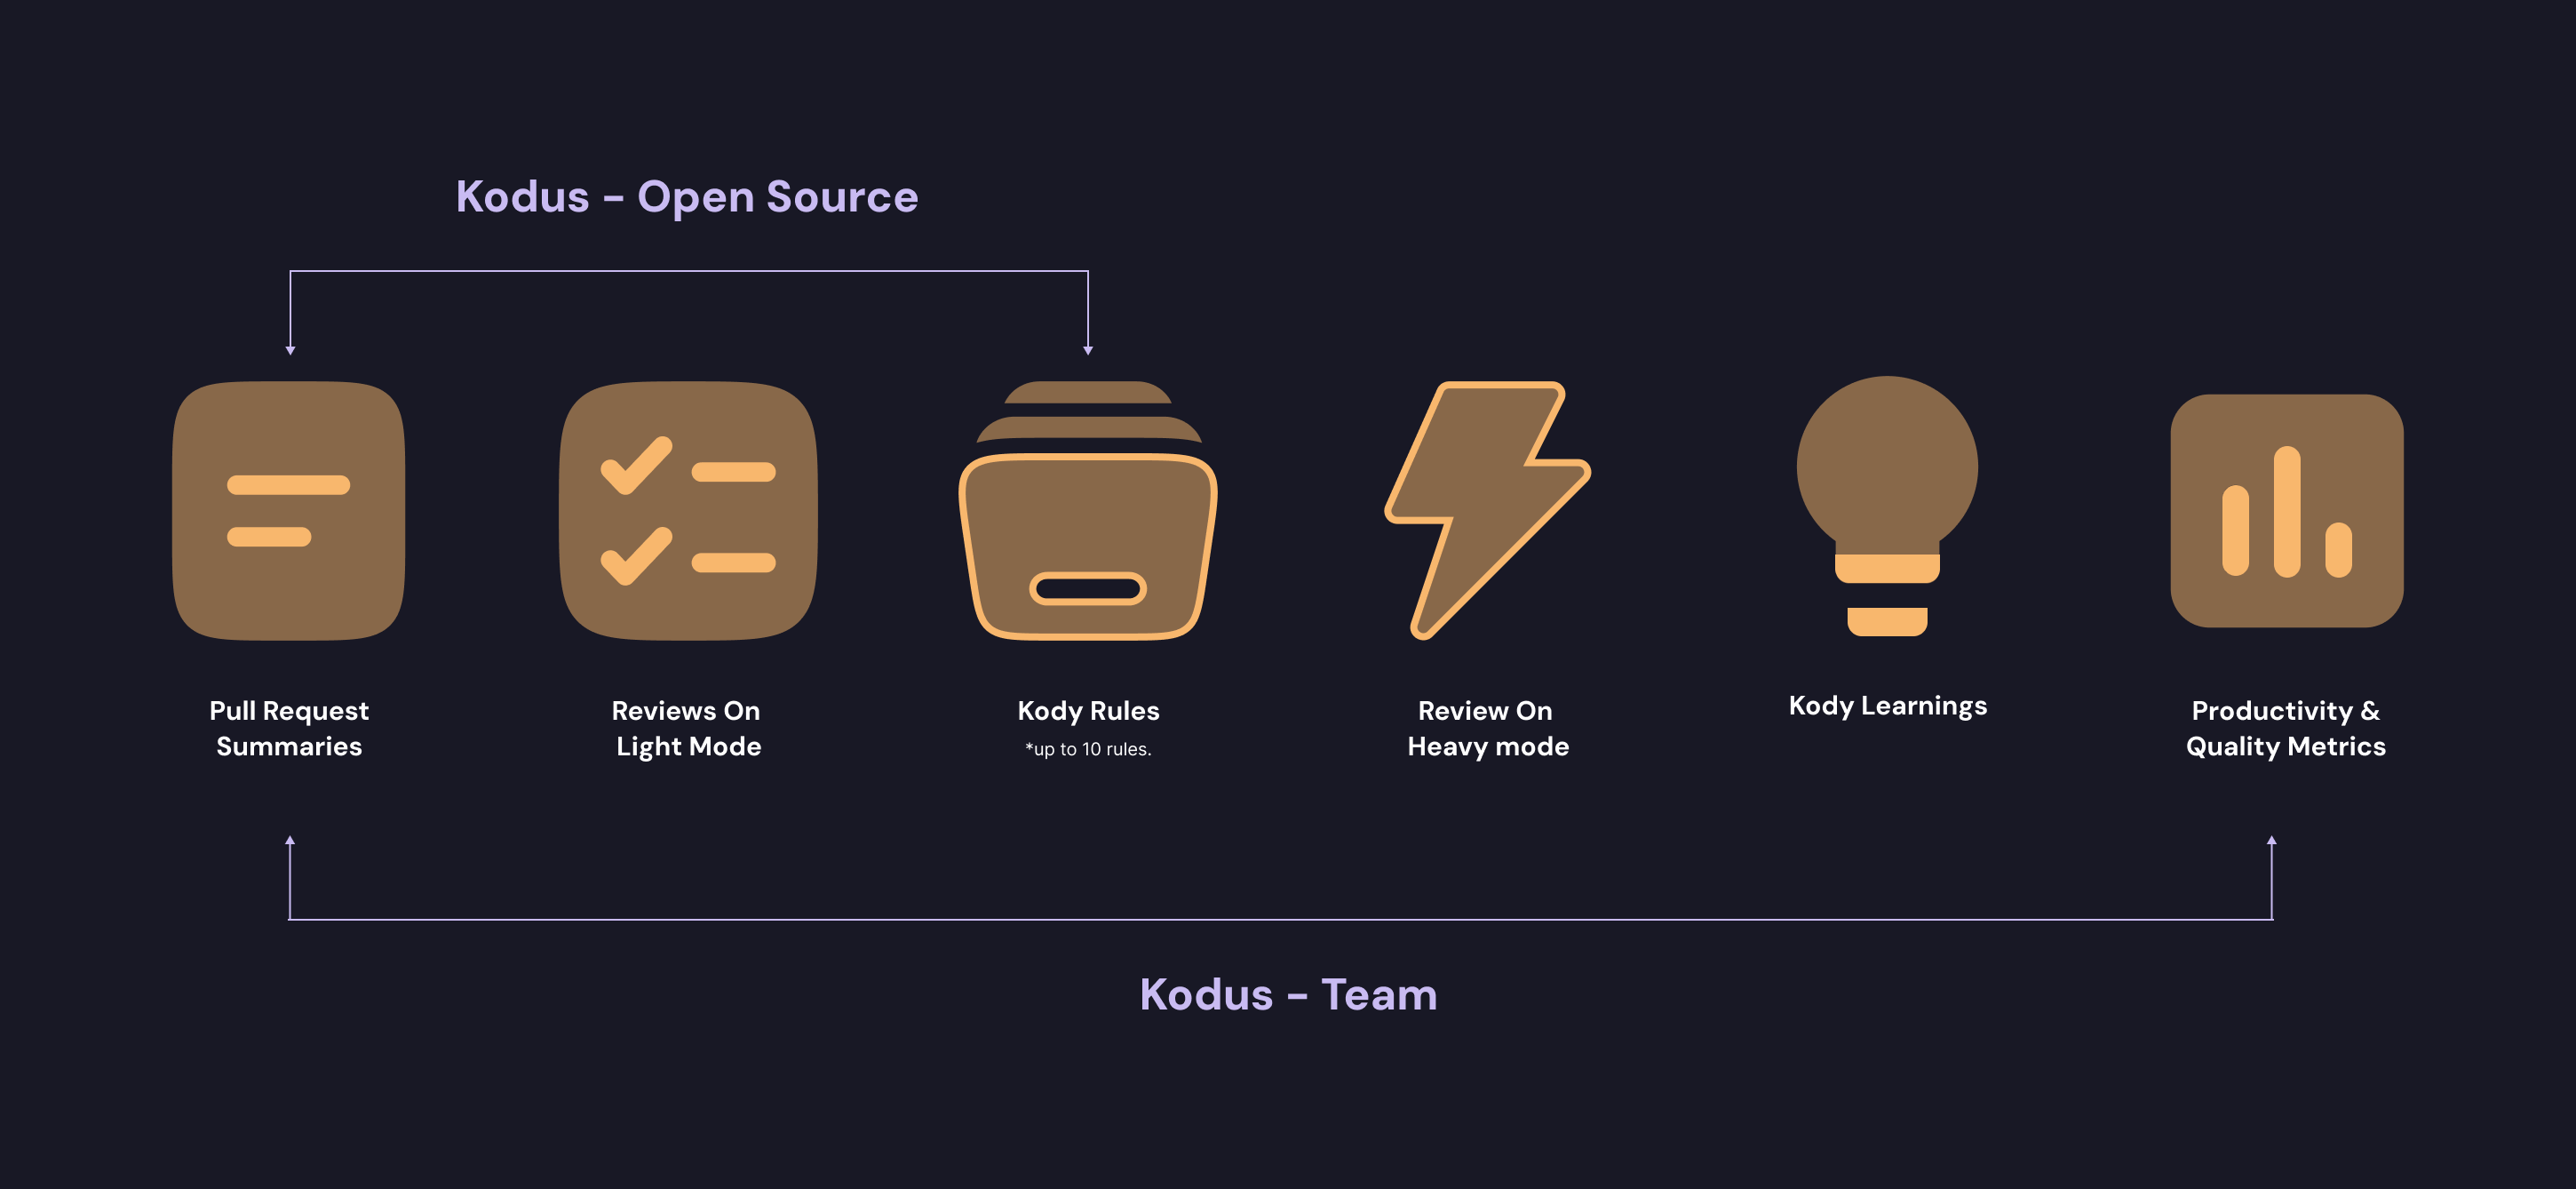 Kodus - Open Source
Pull Request
Summaries
Reviews On
Light Mode
Kody Rules
*up to 10 rules.
Review On
Heavy mode
Kody Learnings
Productivity &
Quality Metrics
Kodus - Team